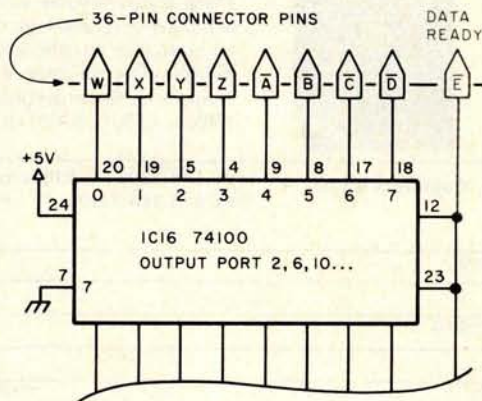 36-PIN CONNECTOR PINS
DATA
READY
W X Y Z A̅ B̅ C̅ D̅ E̅
+5V
20 19 5 4 9 8 17 18
24 0 1 2 3 4 5 6 7 12
IC16 74100
OUTPUT PORT 2, 6, 10...
7 7 23